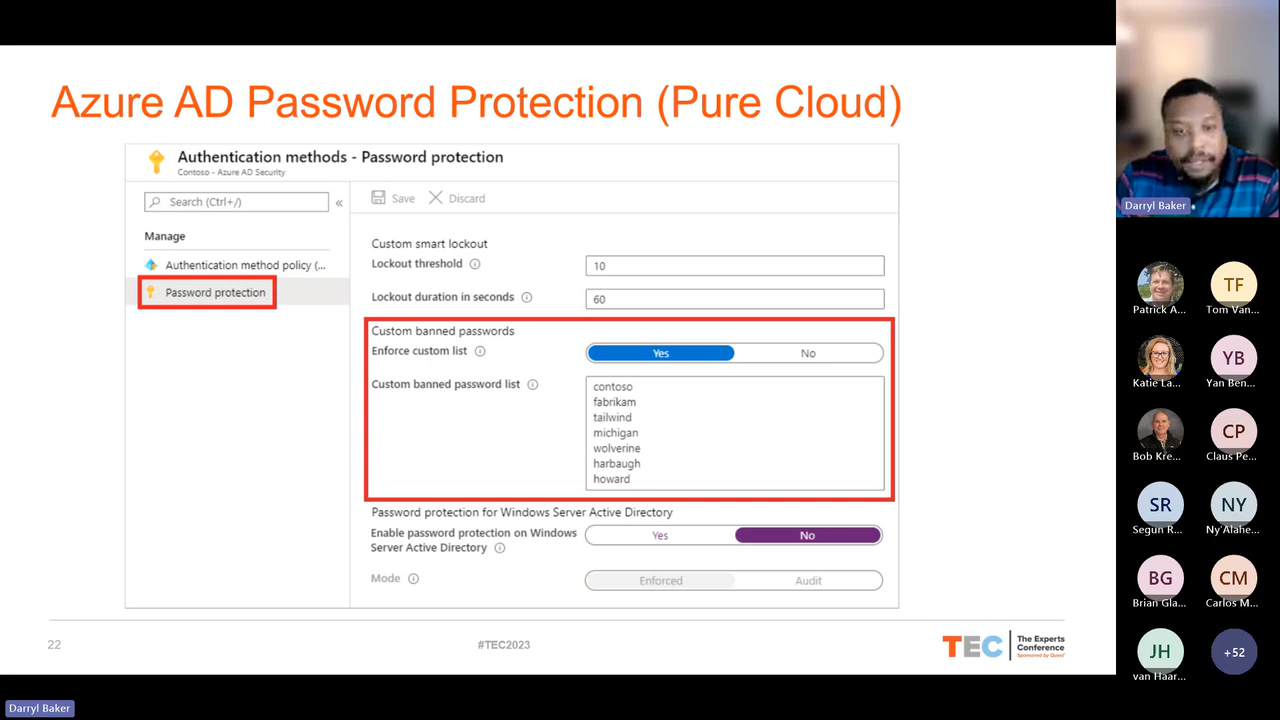 Azure AD Password Protection (Pure Cloud)
Authentication methods - Password protection
Contoso - Azure AD Security
Search (Ctrl+/)
«
Save
Discard
Manage
Authentication method policy (...
Password protection
Custom smart lockout
Lockout threshold
10
Lockout duration in seconds
60
Custom banned passwords
Enforce custom list
Yes
No
Custom banned password list
contoso
fabrikam
tailwind
michigan
wolverine
harbaugh
howard
Password protection for Windows Server Active Directory
Enable password protection on Windows
Server Active Directory
Yes
No
Mode
Enforced
Audit
22
#TEC2023
TEC
The Experts
Conference
Sponsored by Quest
Darryl Baker
Patrick A...
TF
Tom Van...
Katie La...
YB
Yan Ben...
Bob Kre...
CP
Claus Pe...
SR
Segun R...
NY
Ny'Alahe...
BG
Brian Gla...
CM
Carlos M...
JH
van Haar...
+52
Darryl Baker